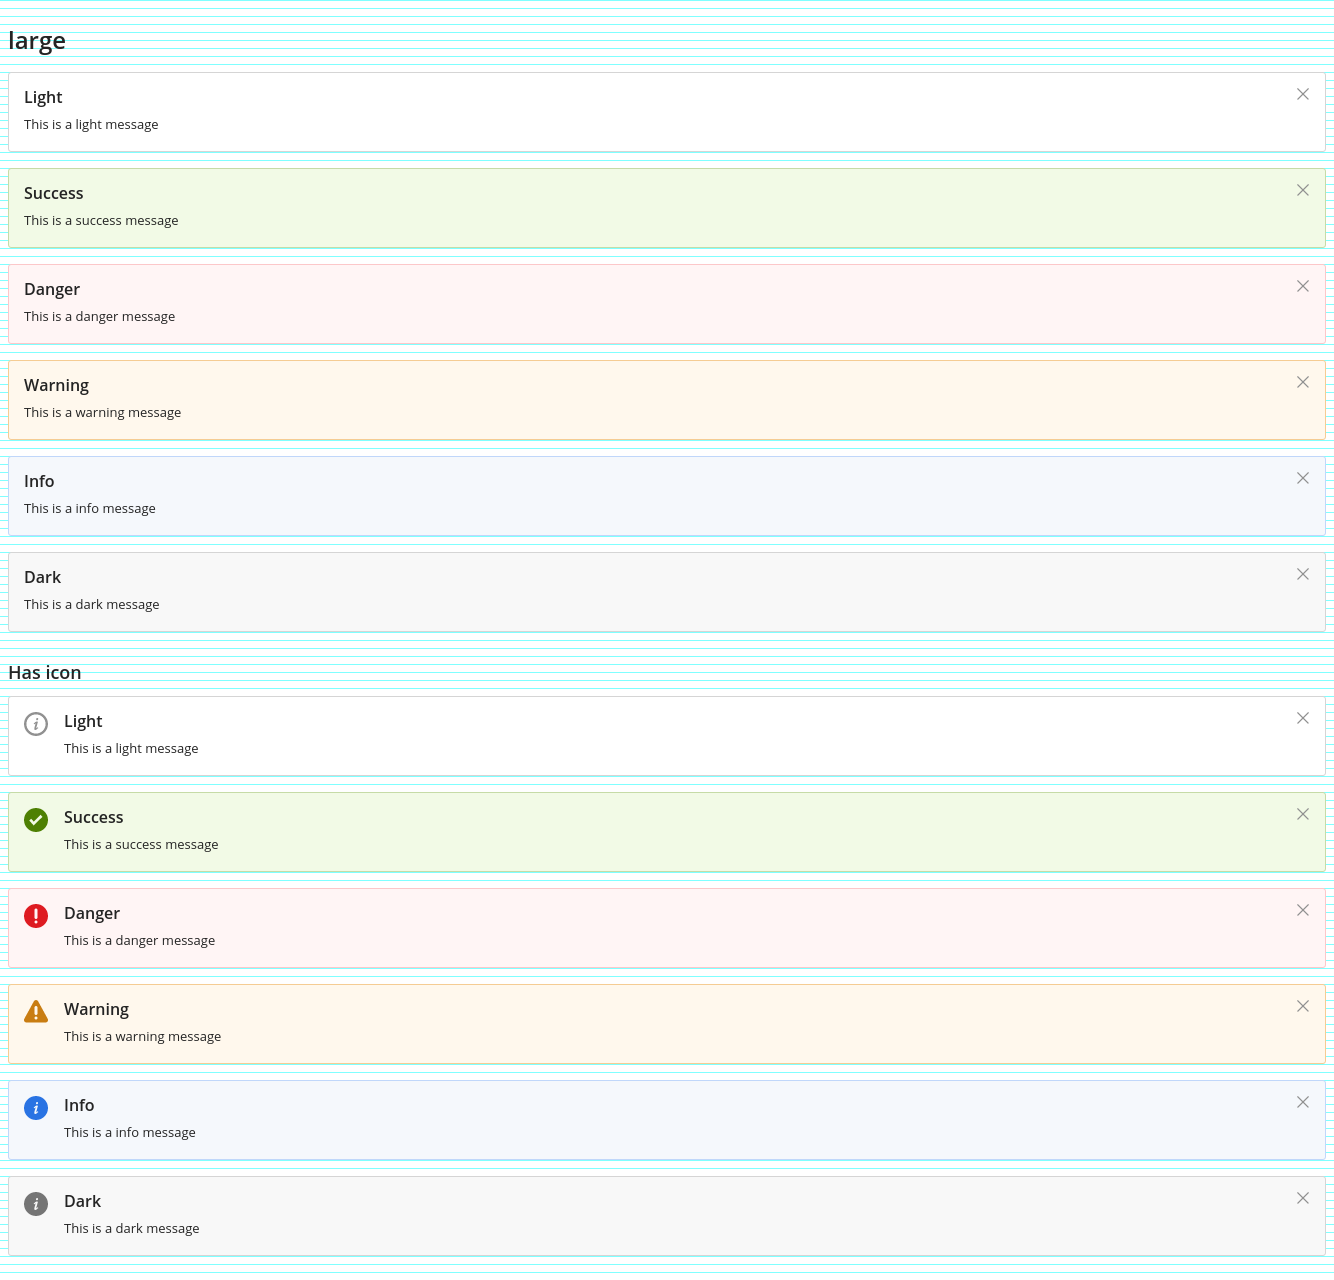 large
Light
This is a light message
Success
This is a success message
Danger
This is a danger message
Warning
This is a warning message
Info
This is a info message
Dark
This is a dark message
Has icon
Light
This is a light message
Success
This is a success message
Danger
This is a danger message
Warning
This is a warning message
Info
This is a info message
Dark
This is a dark message